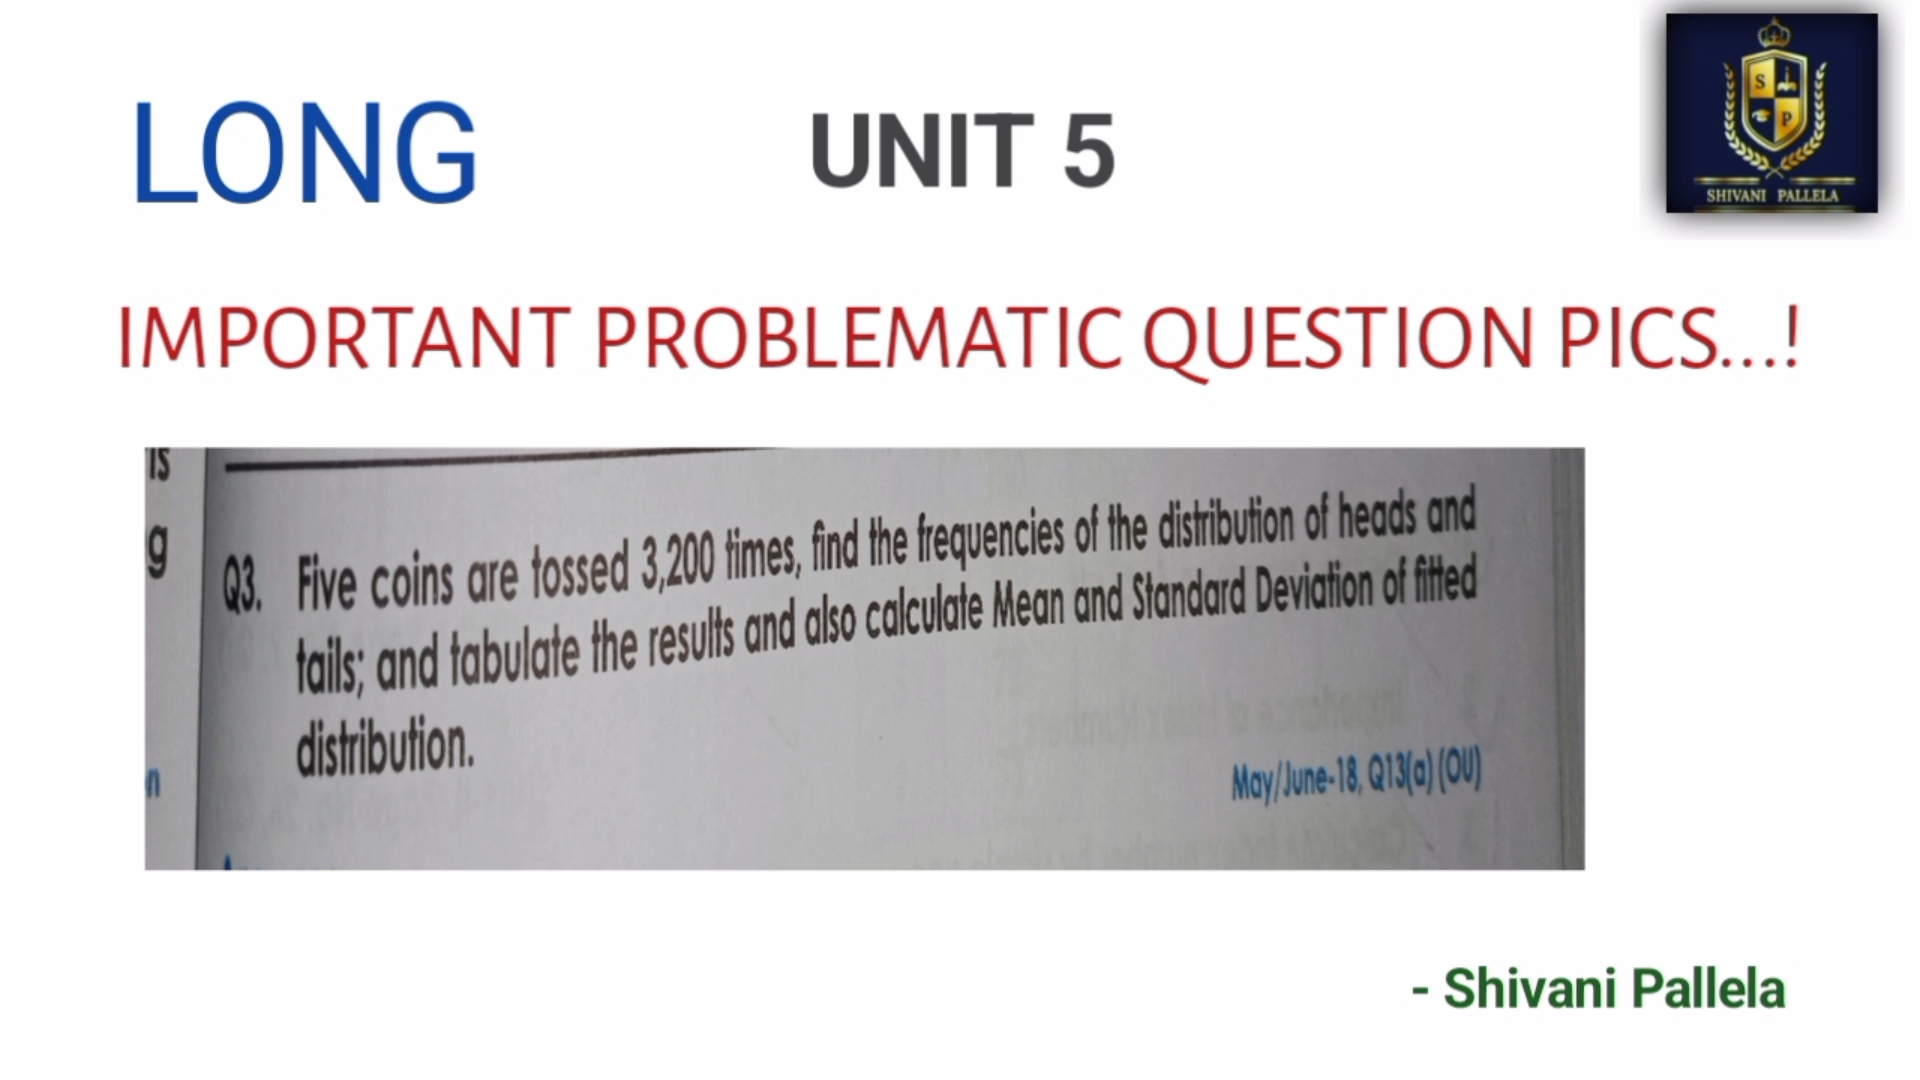 LONG
UNIT 5
S
P
SHIVANI PALLELA
IMPORTANT PROBLEMATIC QUESTION PICS...!
is
g
n
Q3. Five coins are tossed 3,200 times, find the frequencies of the distribution of heads and
tails; and tabulate the results and also calculate Mean and Standard Deviation of fitted
distribution.
May/June-18, Q13(a) (OU)
- Shivani Pallela